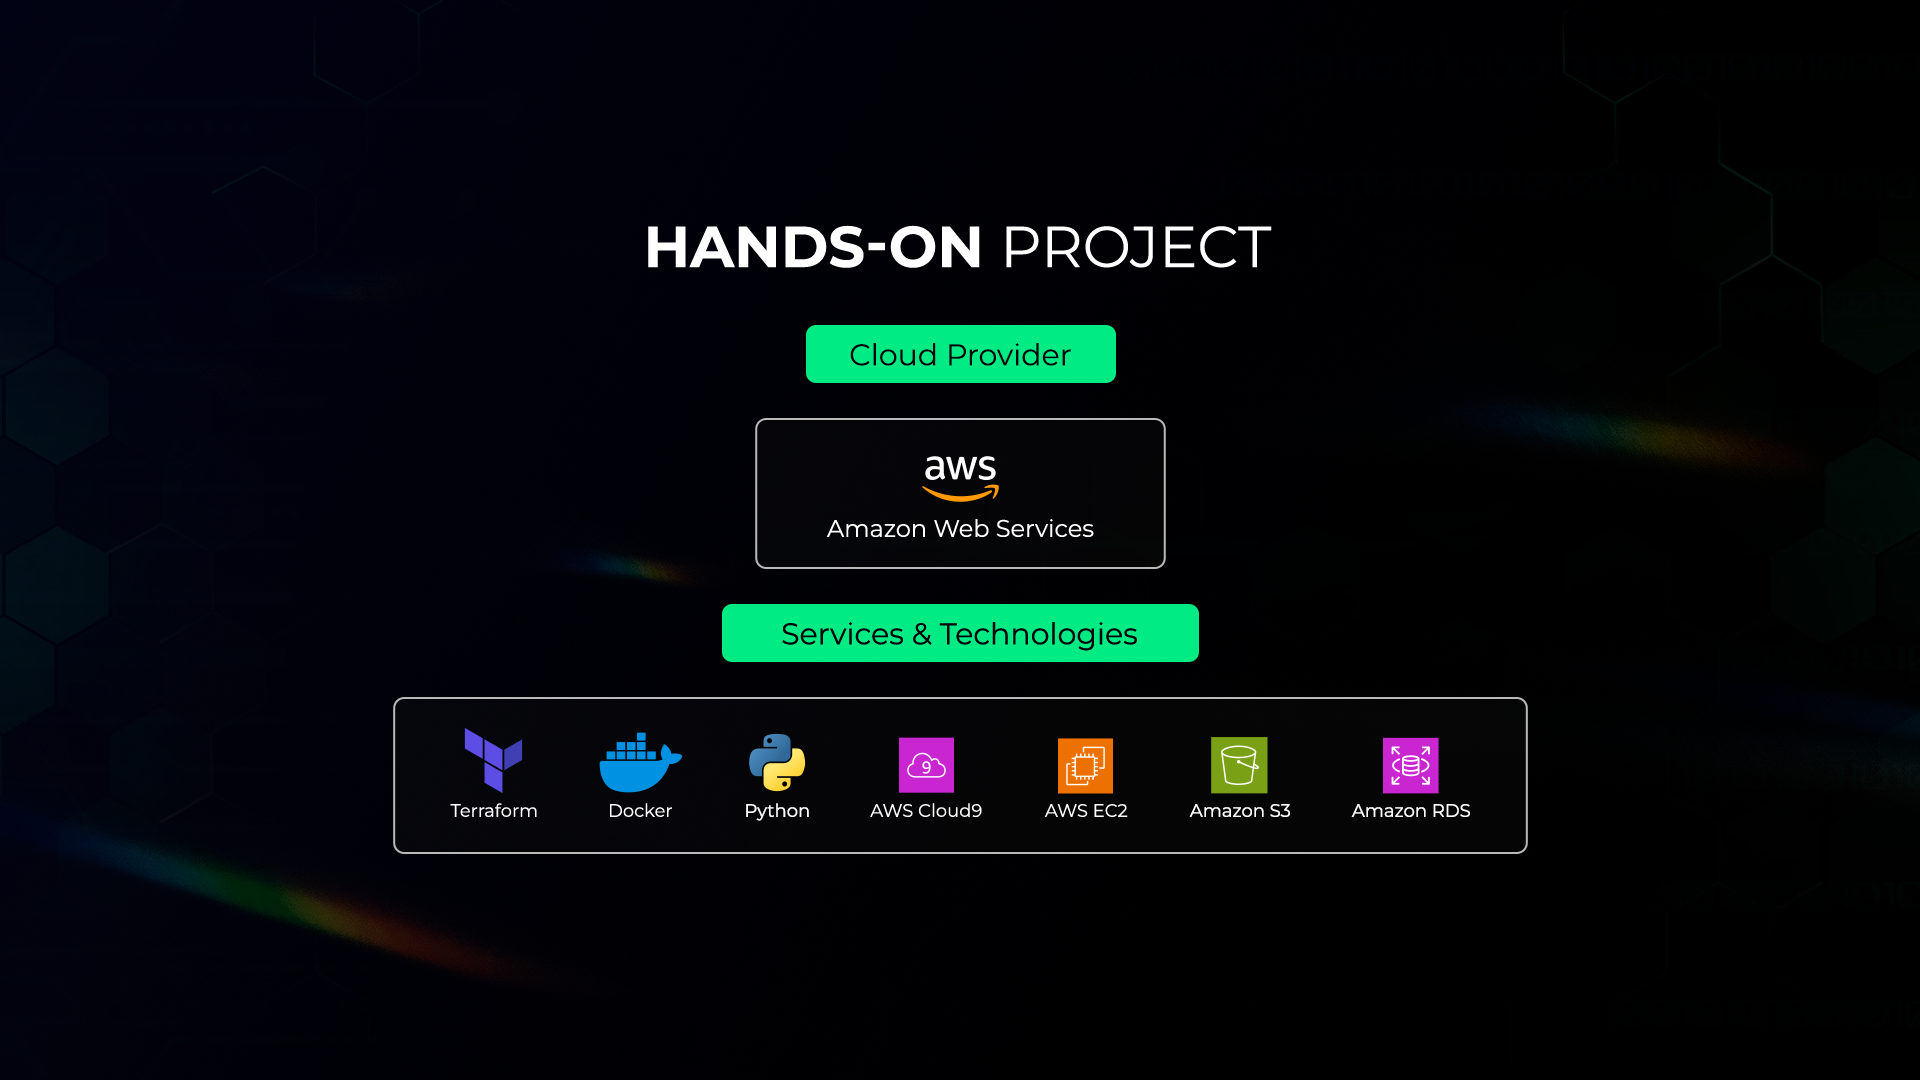 HANDS-ON PROJECT
Cloud Provider
aws
Amazon Web Services
Services & Technologies
9
Terraform Docker Python AWS Cloud9 AWS EC2 Amazon S3 Amazon RDS